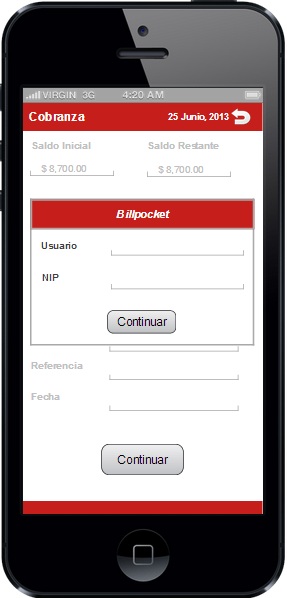 VIRGIN 3G 4:20 AM
Cobranza 25 Junio, 2013
Saldo Inicial Saldo Restante
$ 8,700.00 $ 8,700.00
Billpocket
Usuario
NIP
Continuar
Referencia
Fecha
Continuar